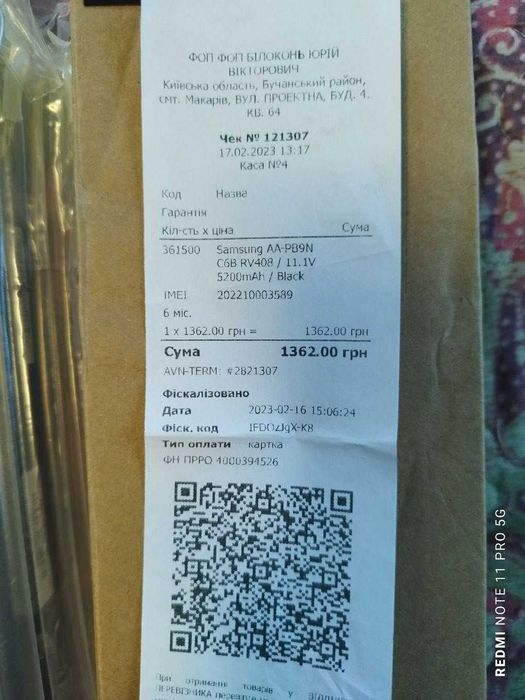 ФОП ФОП БІЛОКОНЬ ЮРІЙ
ВІКТОРОВИЧ
Київська область, Бучанський район,
смт. Макарів, ВУЛ. ПРОЕКТНА, БУД. 4,
КВ. 64
Чек № 121307
17.02.2023 13:17
Каса №4
Код Назва
Гарантія
Кіл-сть х ціна Сума
361500 Samsung AA-PB9N
C6B RV408 / 11.1V
5200mAh / Black
IMEI 202210003589
6 міс.
1 x 1362.00 грн = 1362.00 грн
Сума 1362.00 грн
AVN-TERM: #2821307
Фіскалізовано
Дата 2023-02-16 15:06:24
Фіск. код IFDOzJgX-K8
Тип оплати картка
ФН ПРРО 4000394526
При отриманні товарів у
ПЕРЕВІЗНИКА
REDMI NOTE 11 PRO 5G